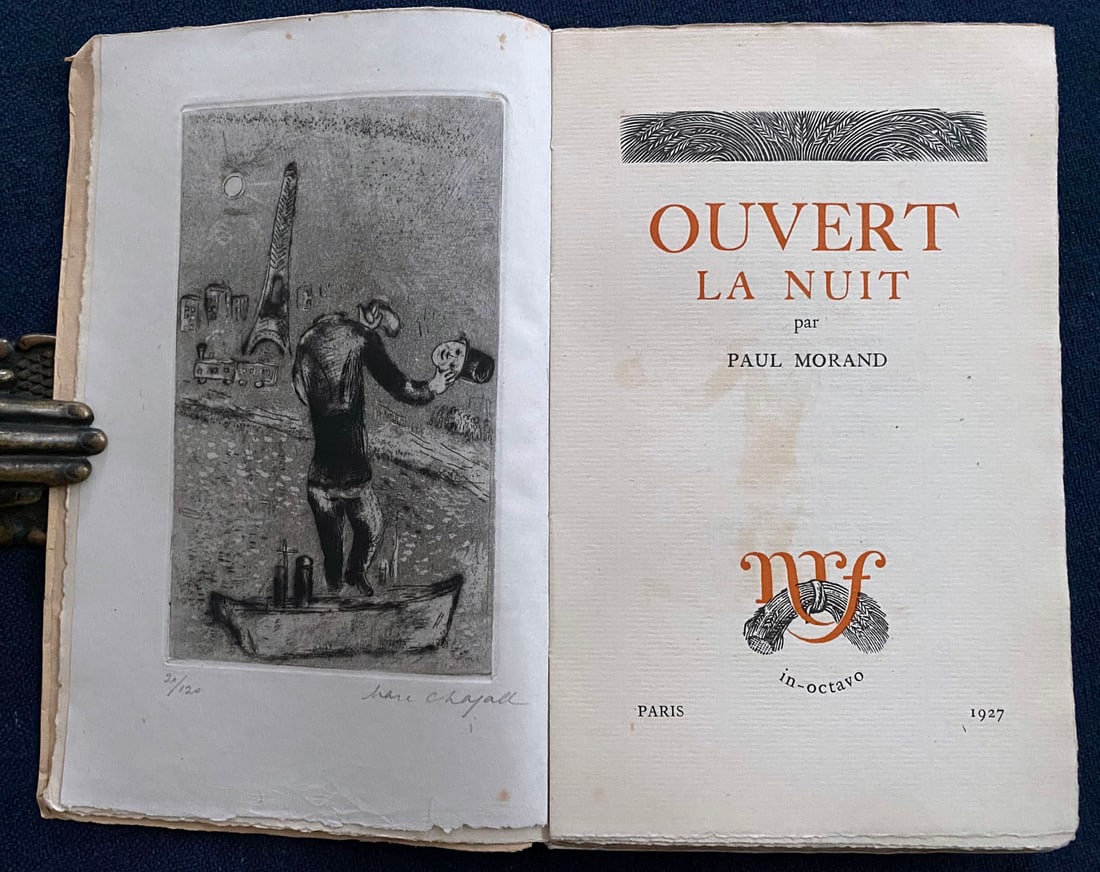 20/120
Marc Chagall
OUVERT
LA NUIT
par
PAUL MORAND
nrf
in-octavo
PARIS 1927